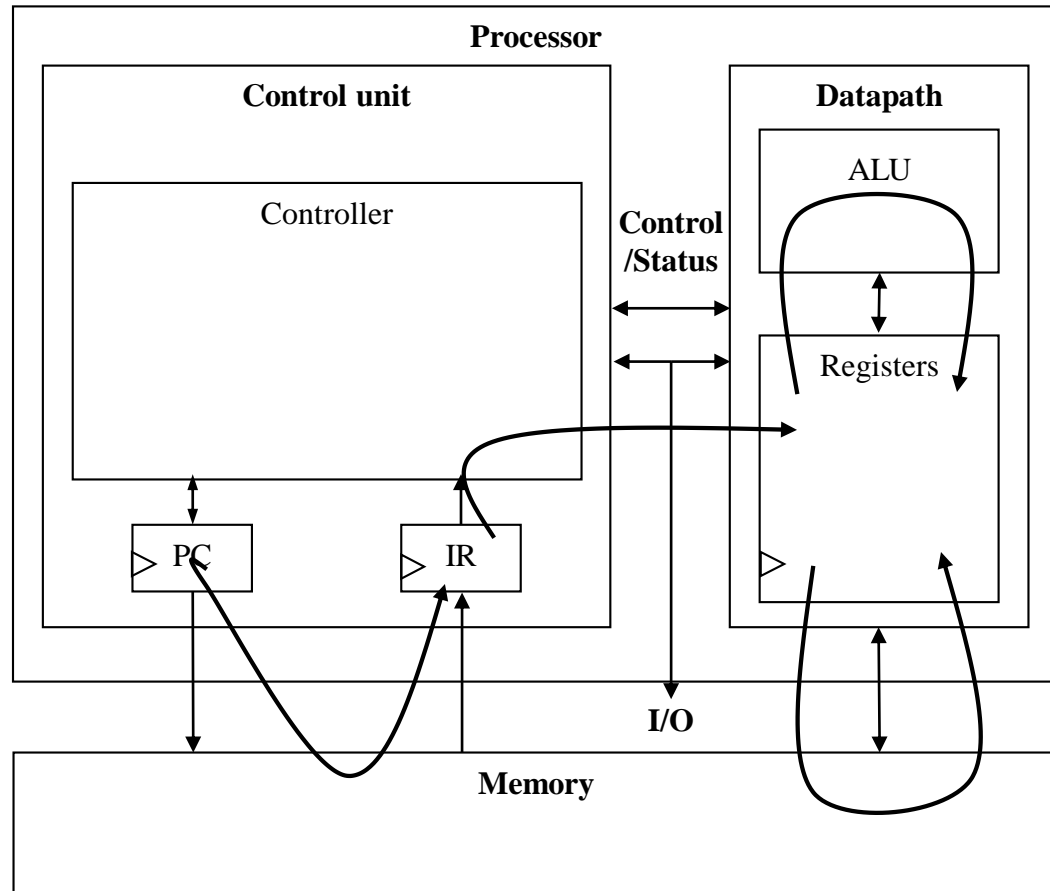 Processor
Control unit
Datapath
ALU
Controller
Control
/Status
Registers
PC
IR
I/O
Memory